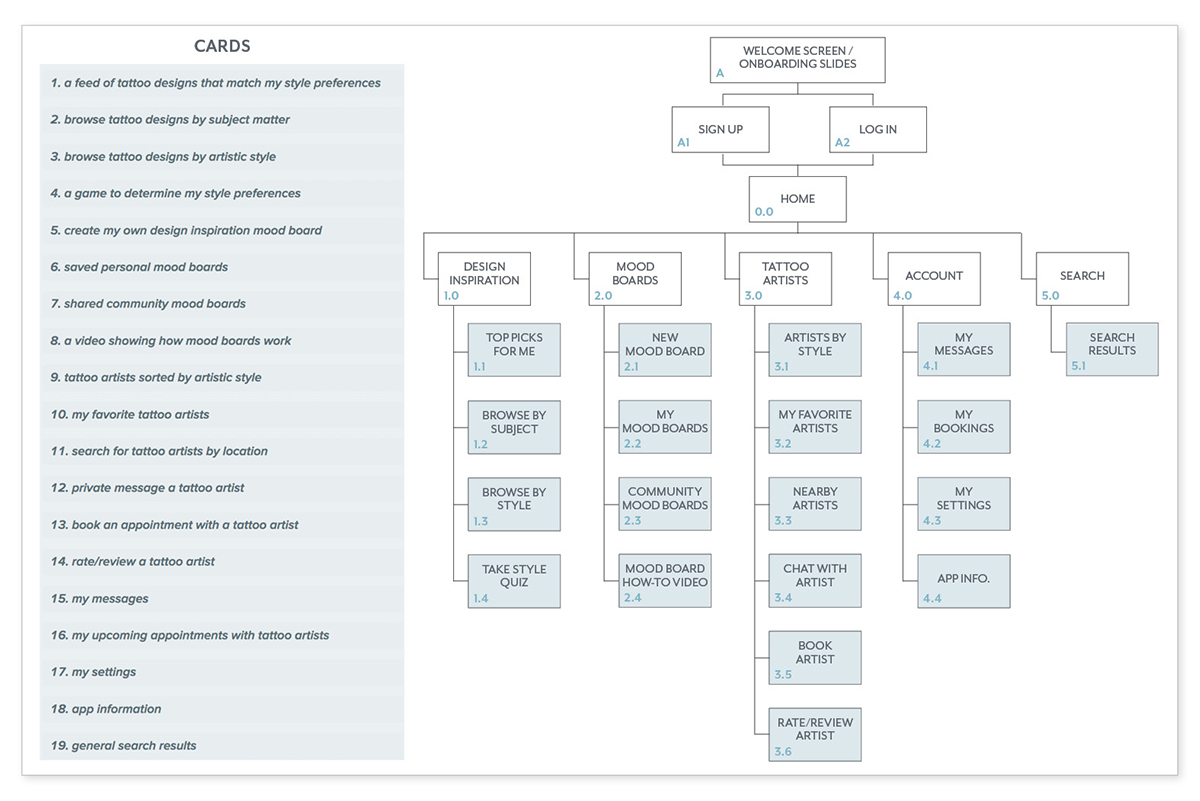 CARDS
1. a feed of tattoo designs that match my style preferences
2. browse tattoo designs by subject matter
3. browse tattoo designs by artistic style
4. a game to determine my style preferences
5. create my own design inspiration mood board
6. saved personal mood boards
7. shared community mood boards
8. a video showing how mood boards work
9. tattoo artists sorted by artistic style
10. my favorite tattoo artists
11. search for tattoo artists by location
12. private message a tattoo artist
13. book an appointment with a tattoo artist
14. rate/review a tattoo artist
15. my messages
16. my upcoming appointments with tattoo artists
17. my settings
18. app information
19. general search results
WELCOME SCREEN /
ONBOARDING SLIDES
A
SIGN UP
A1
LOG IN
A2
HOME
0.0
DESIGN
INSPIRATION
1.0
TOP PICKS
FOR ME
1.1
BROWSE BY
SUBJECT
1.2
BROWSE BY
STYLE
1.3
TAKE STYLE
QUIZ
1.4
MOOD
BOARDS
2.0
NEW
MOOD BOARD
2.1
MY
MOOD BOARDS
2.2
COMMUNITY
MOOD BOARDS
2.3
MOOD BOARD
HOW-TO VIDEO
2.4
TATTOO
ARTISTS
3.0
ARTISTS BY
STYLE
3.1
MY FAVORITE
ARTISTS
3.2
NEARBY
ARTISTS
3.3
CHAT WITH
ARTIST
3.4
BOOK
ARTIST
3.5
RATE/REVIEW
ARTIST
3.6
ACCOUNT
4.0
MY
MESSAGES
4.1
MY
BOOKINGS
4.2
MY
SETTINGS
4.3
APP INFO.
4.4
SEARCH
5.0
SEARCH
RESULTS
5.1